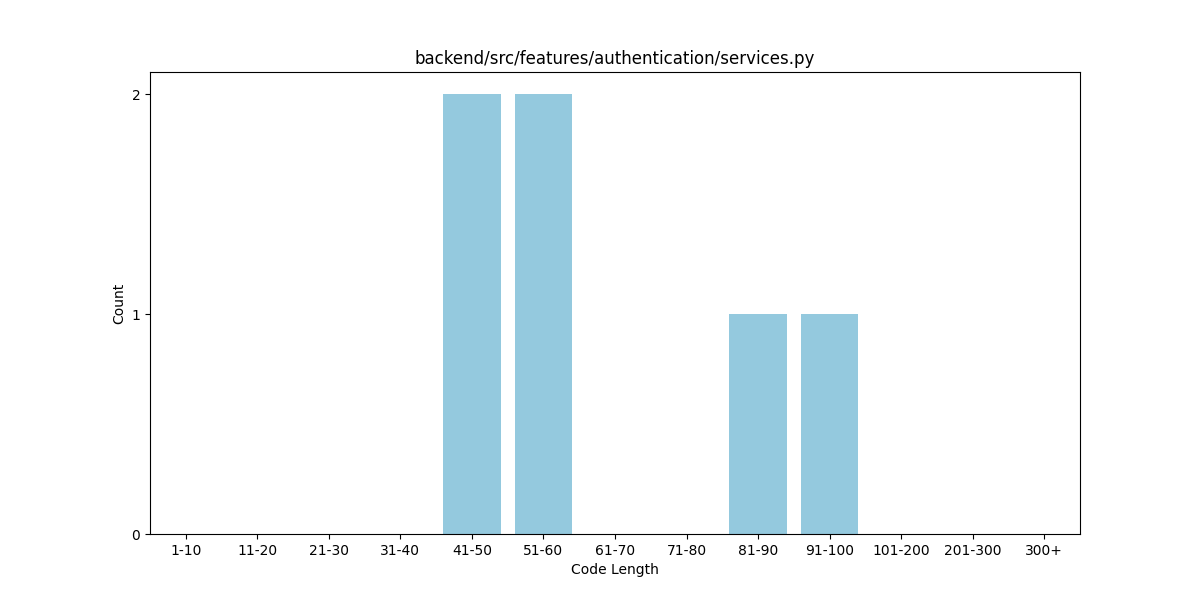 backend/src/features/authentication/services.py
2
1
0
Count
1-10 11-20 21-30 31-40 41-50 51-60 61-70 71-80 81-90 91-100 101-200 201-300 300+
Code Length